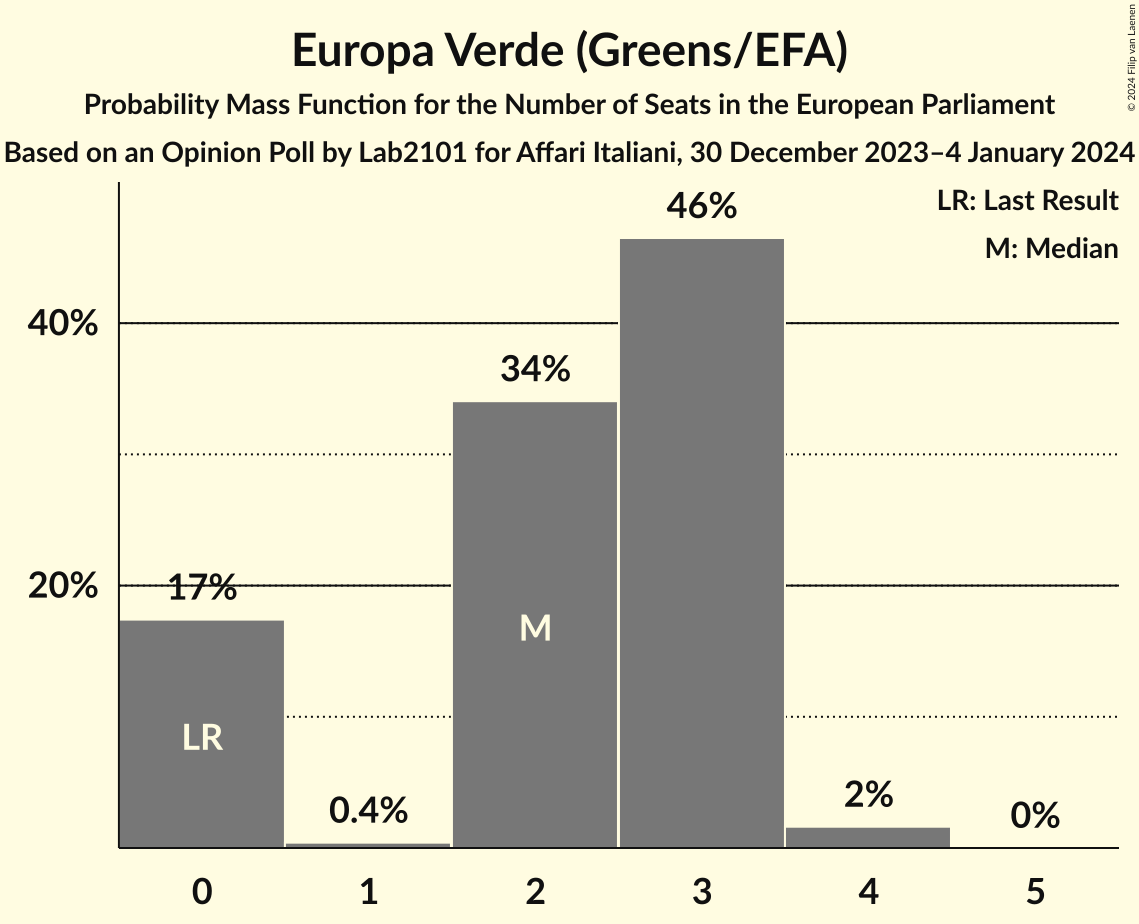 Europa Verde (Greens/EFA)
Probability Mass Function for the Number of Seats in the European Parliament
Based on an Opinion Poll by Lab2101 for Affari Italiani, 30 December 2023–4 January 2024
© 2024 Filip van Laenen
LR: Last Result
M: Median
46%
40%
34%
20%
17%
M
LR
0.4%
2%
0%
0 1 2 3 4 5